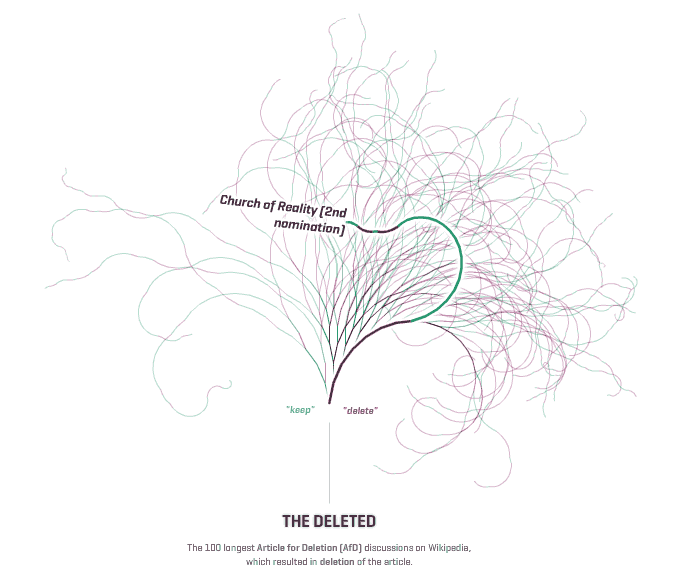 Church of Reality (2nd
nomination)
"keep"
"delete"
THE DELETED
The 100 longest Article for Deletion (AfD) discussions on Wikipedia,
which resulted in deletion of the article.